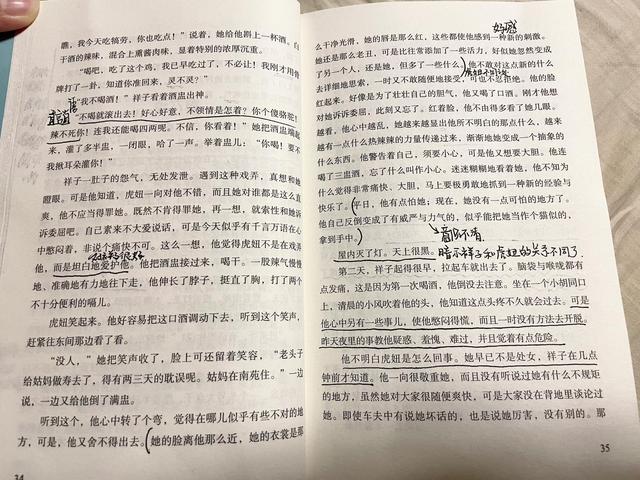 瞧，我今天吃犒劳，你也吃点！”说着，她给他斟上一杯酒。白
干酒的辣味，混合上熏酱肉味，显着特别的浓厚沉重。
“喝吧，吃了这个鸡，我已早吃过了，不必让！我刚才用骨
牌打了一卦，知道你准回来，灵不灵？”
“我不喝酒！”祥子看着酒盅出神。
“不喝就滚出去！好心好意，不领情是怎着？你个傻骆驼！
辣不死你！连我还能喝四两呢。不信，你看看！”她把酒盅端起
来，灌了多半盅，一闭眼，哈了一声。举着盅儿：“你喝！要不
我揪耳朵灌你！”
祥子一肚子的怨气，无处发泄。遇到这种戏弄，真想和她
瞪眼。可是他知道，虎妞一向对他不错，而且她对谁都是那么直
爽，他不应当得罪她。既然不肯得罪她，再一想，就索性和她诉
诉委屈吧。自己素来不大爱说话，可是今天似乎有千言万语在心
中憋闷着，非说个痛快不可。这么一想，他觉得虎妞不是在戏弄
他，而是坦白地爱护他。他把酒盅接过来，喝干。一股辣气慢慢
地、准确有力地往下走，他伸长了脖子，挺直了胸，打了两个
不十分便利的嗝儿。
虎妞笑起来。他好容易把这口酒调动下去，听到这个笑声，
赶紧往东间那边看了看。
“没人，”她把笑声收了，脸上可还留着笑容，“老头子
给姑妈做寿去了，得有两三天的耽误呢。姑妈在南苑住。”一边
说，一边又给他倒了满盅。
听到这个，他心中转了个弯，觉得在哪儿似乎有些不对的地
方，可是，他又舍不得出去。她的脸离他那么近，她的衣裳是那
34
么干净光滑，她的唇是那么红，这些都使他感到一种新的刺激。
她还是那么老丑，可是比往常添加了一些活力，好似她忽然变成
了另一个人，还是她，但多了一些什么。他不敢对这点新的什么
去详细地思索，一时又不敢随便地接受，可也不忍拒绝。他的脸
红起来。好像是为了壮壮自己的胆气，他又喝了口酒。刚才他想
对她诉诉委屈，此刻又忘了。红着脸，他不由得多看了她几眼。
越看，他心中越乱，她越来越显出他所不明白的那点什么，越来
越有一点什么热辣辣的力量传递过来，渐渐地她变成一个抽象的
什么东西。他警告着自己，须要小心，可是他又想要大胆。他连
喝了三盅酒，忘了什么叫作小心。迷迷糊糊地看着她，他不知为
什么觉得非常痛快、大胆，马上要极勇敢地抓到一种新的经验与
快乐了。平日，他有点怕她；现在，她没有一点可怕的地方了。
他自己反倒变成了有威严与力气的，似乎能把她当作个猫似的，
拿到手中。
屋内灭了灯。天上很黑。暗示祥子和虎妞的关系不同了
第二天，祥子起得很早，拉起车就出去了。脑袋与喉咙都有
点发痛，这是因为第一次喝酒，他倒没去注意。坐在一个小胡同口
上，清晨的小风吹着他的头，他知道这点头疼不久就会过去。可是
他心中另有一些事儿，使他憋闷得慌，而且一时没有方法去开脱。
昨天夜里的事教他疑惑、羞愧、难过，并且觉着有点危险。
他不明白虎妞是怎么回事。她早已不是处女，祥子在几点
钟前才知道。他一向很敬重她，而且没有听说过她有什么不规矩
的地方，虽然她对大家很随便爽快，可是大家没在背地里谈论过
她。即使车夫中有说她坏话的，也是说她厉害，没有别的。那
35